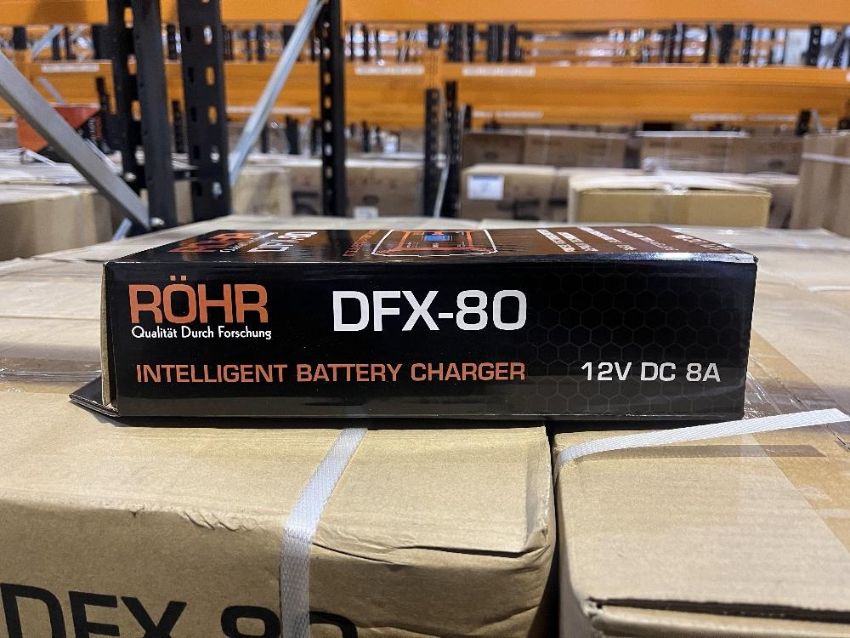 RÖHR
Qualität Durch Forschung
DFX-80
INTELLIGENT BATTERY CHARGER
12V DC 8A
DFX 80